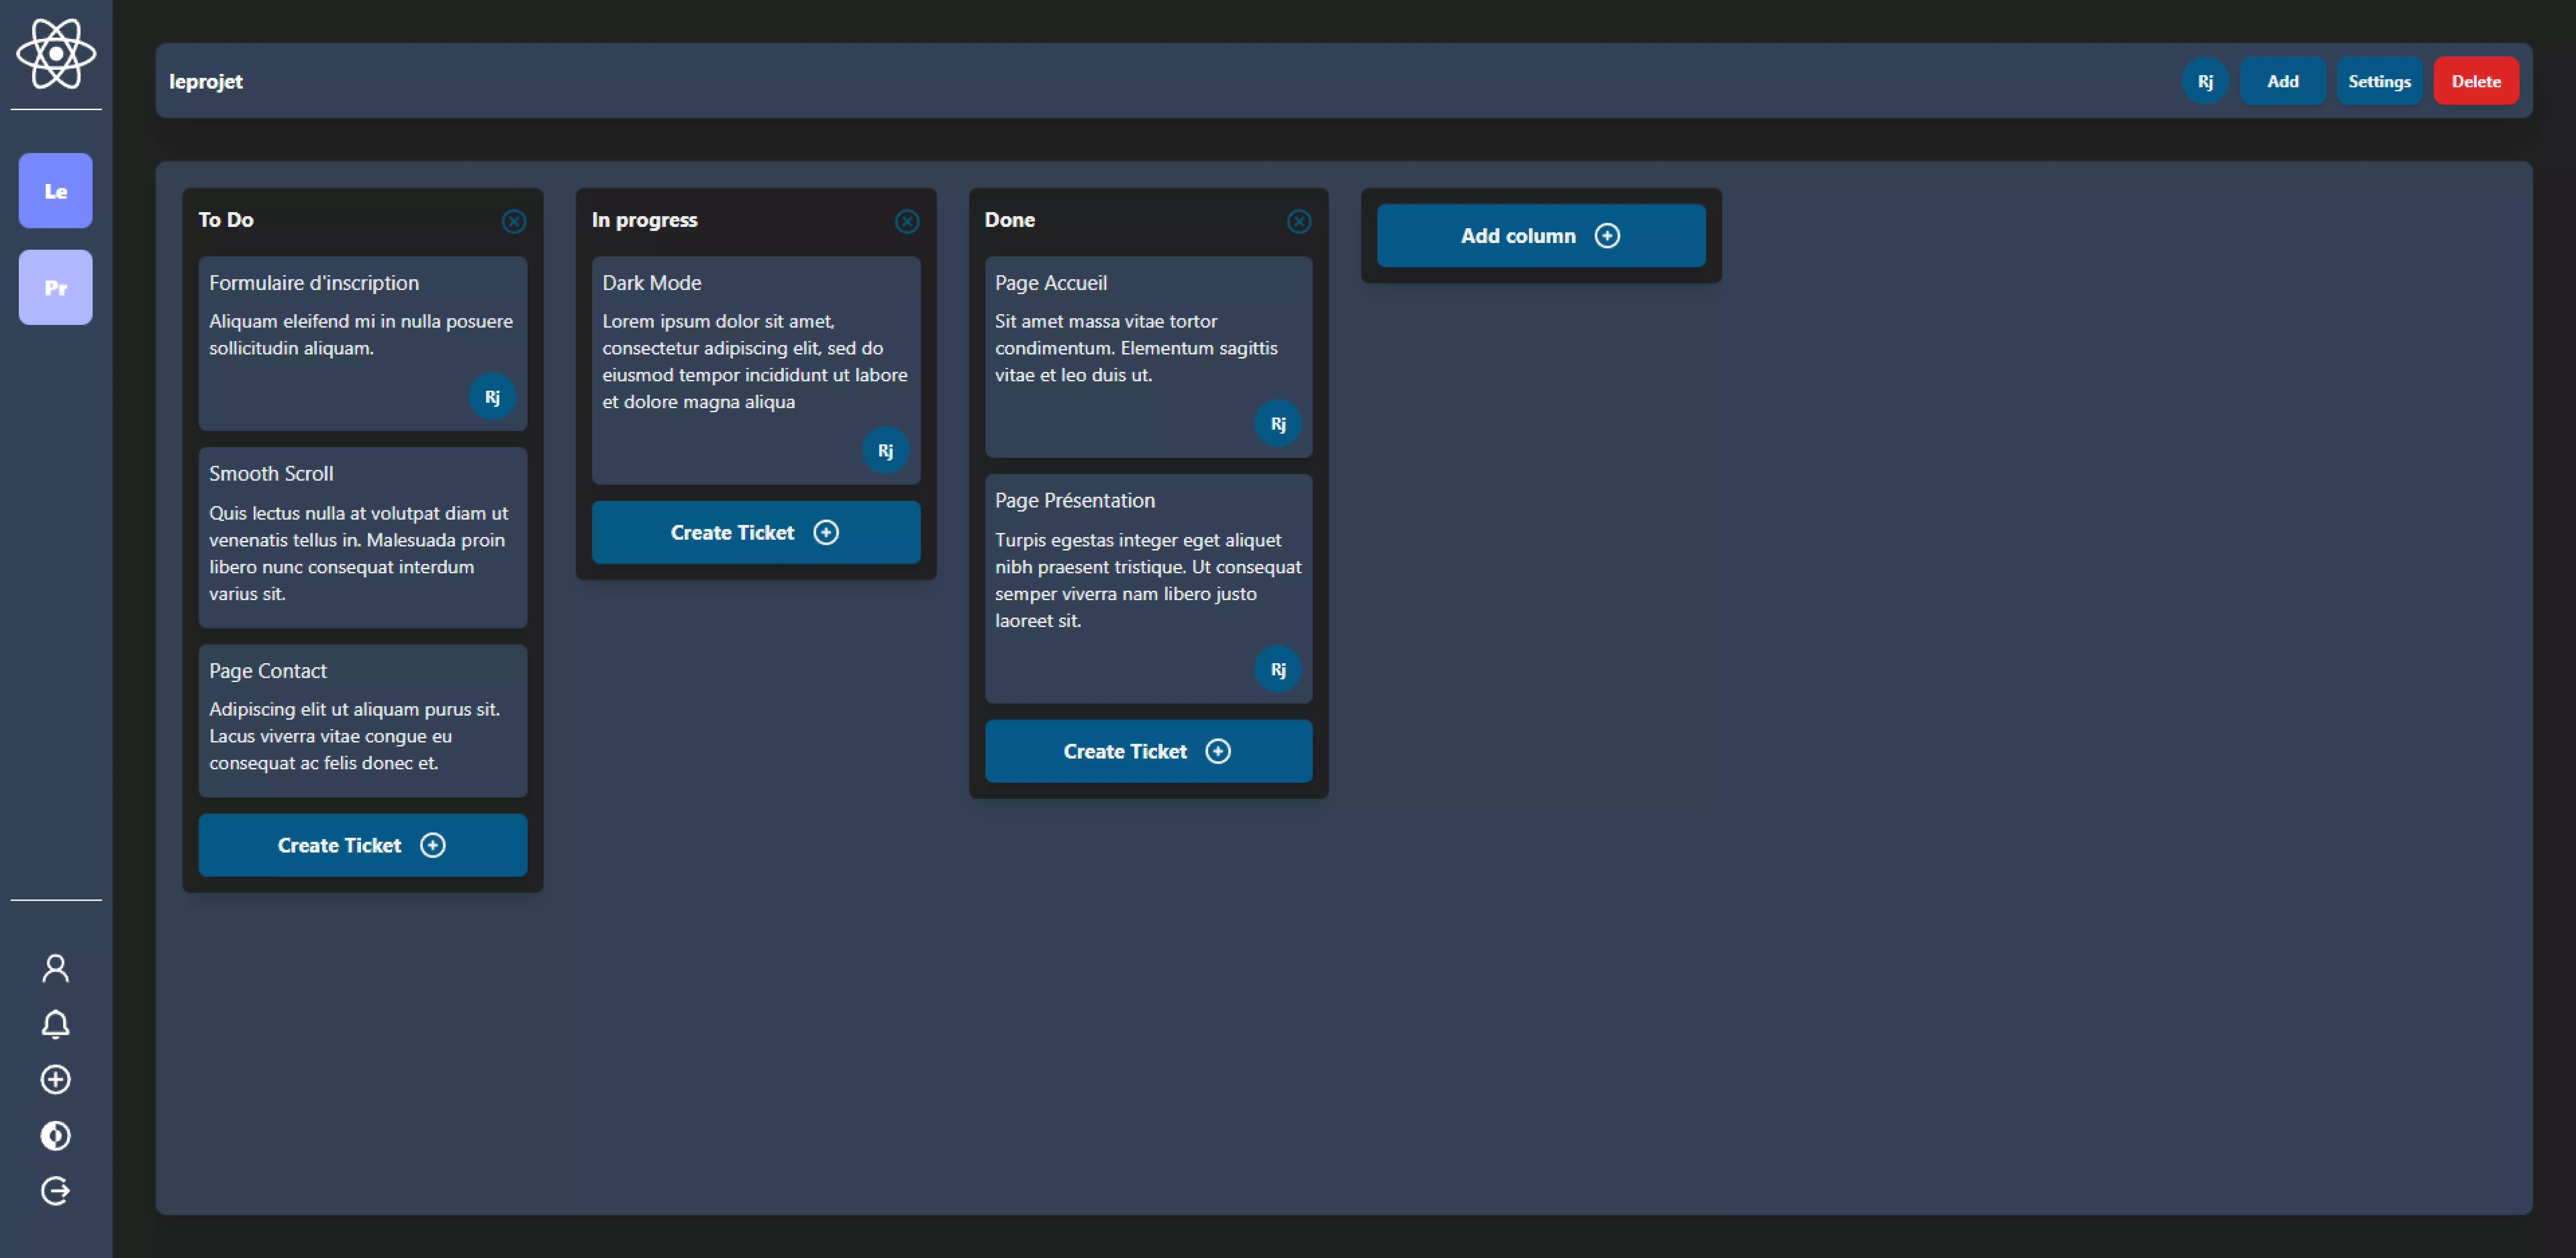 leprojet
Rj
Add
Settings
Delete
Le
Pr
To Do
Formulaire d'inscription
Aliquam eleifend mi in nulla posuere
sollicitudin aliquam.
Rj
Smooth Scroll
Quis lectus nulla at volutpat diam ut
venenatis tellus in. Malesuada proin
libero nunc consequat interdum
varius sit.
Page Contact
Adipiscing elit ut aliquam purus sit.
Lacus viverra vitae congue eu
consequat ac felis donec et.
Create Ticket
In progress
Dark Mode
Lorem ipsum dolor sit amet,
consectetur adipiscing elit, sed do
eiusmod tempor incididunt ut labore
et dolore magna aliqua
Rj
Create Ticket
Done
Page Accueil
Sit amet massa vitae tortor
condimentum. Elementum sagittis
vitae et leo duis ut.
Rj
Page Présentation
Turpis egestas integer eget aliquet
nibh praesent tristique. Ut consequat
semper viverra nam libero justo
laoreet sit.
Rj
Create Ticket
Add column